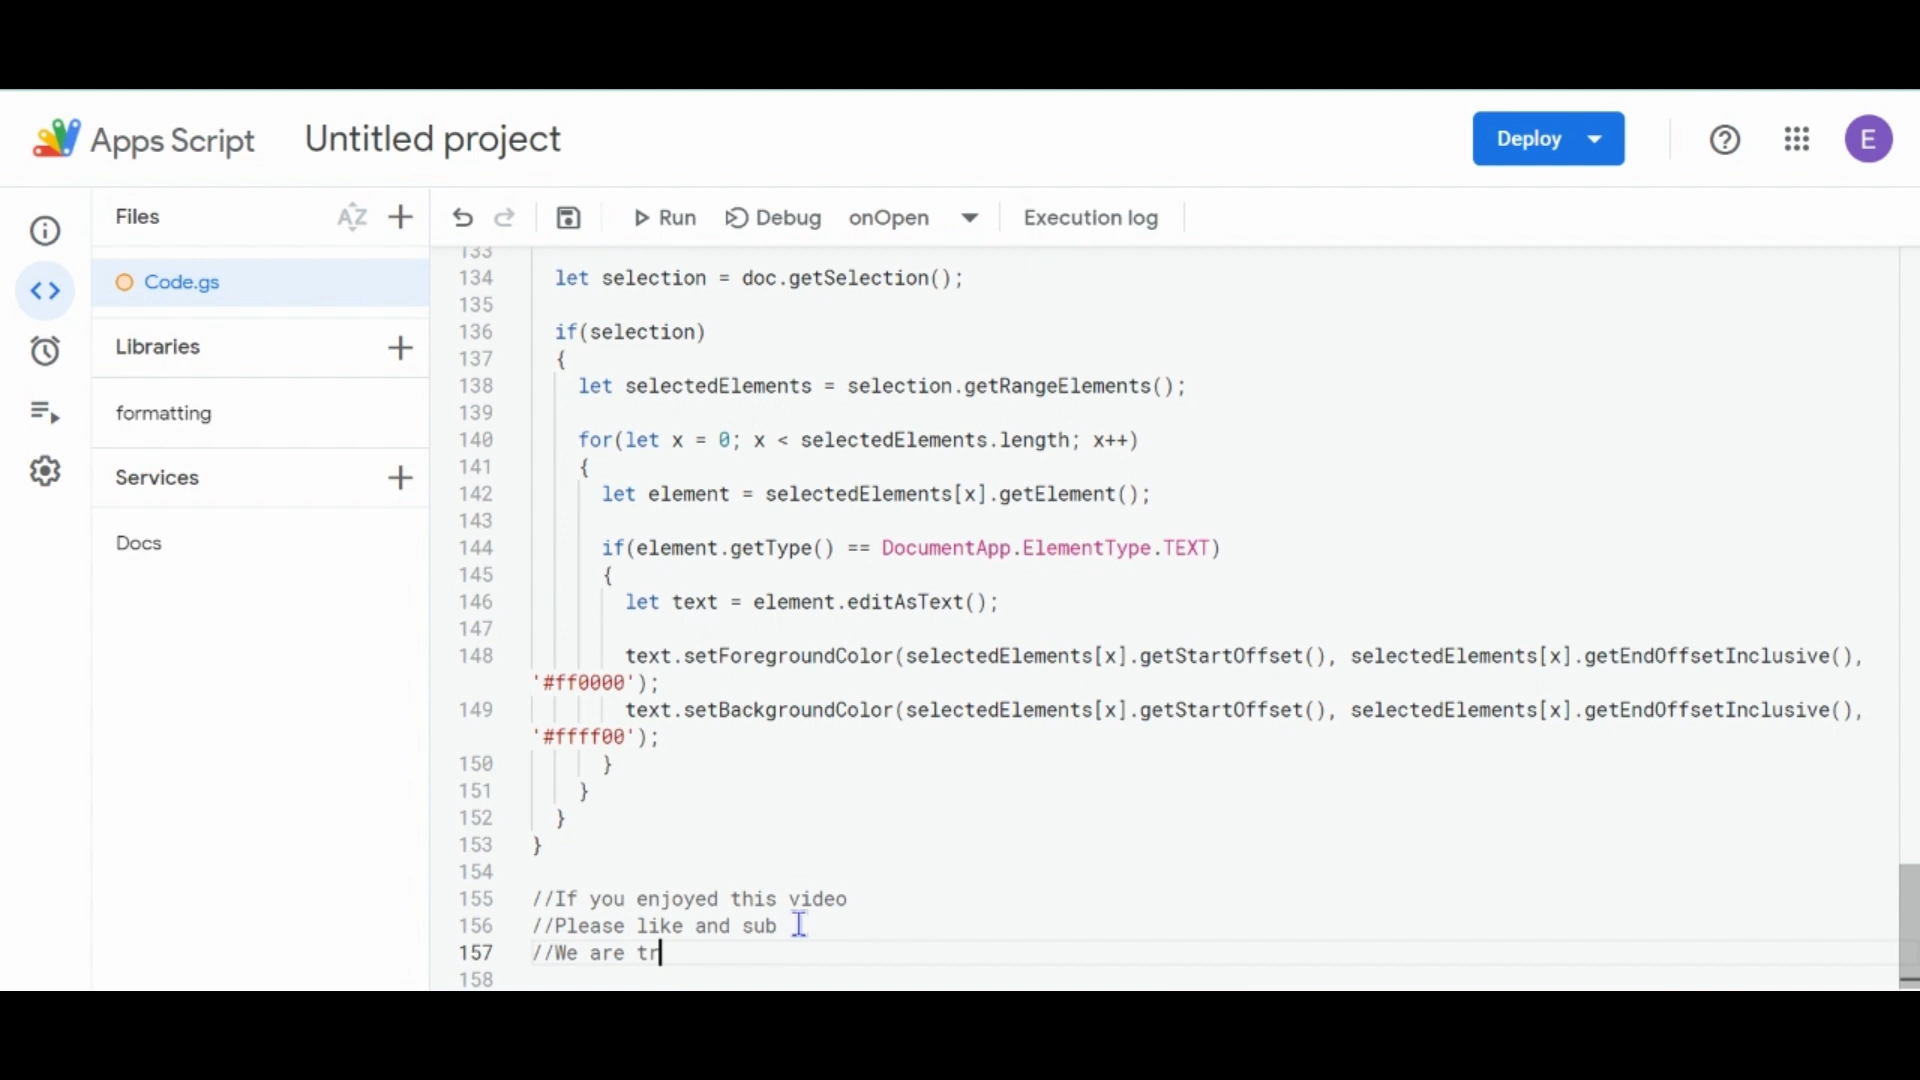 Apps Script
Untitled project
Deploy
E
Files
AZ
Run
Debug
onOpen
Execution log
Code.gs
Libraries
formatting
Services
Docs
133
134 let selection = doc.getSelection();
135
136 if(selection)
137 {
138 let selectedElements = selection.getRangeElements();
139
140 for(let x = 0; x < selectedElements.length; x++)
141 {
142 let element = selectedElements[x].getElement();
143
144 if(element.getType() == DocumentApp.ElementType.TEXT)
145 {
146 let text = element.editAsText();
147
148 text.setForegroundColor(selectedElements[x].getStartOffset(), selectedElements[x].getEndOffsetInclusive(),
'#ff0000');
149 text.setBackgroundColor(selectedElements[x].getStartOffset(), selectedElements[x].getEndOffsetInclusive(),
'#ffff00');
150 }
151 }
152 }
153 }
154
155 //If you enjoyed this video
156 //Please like and sub
157 //We are tr
158